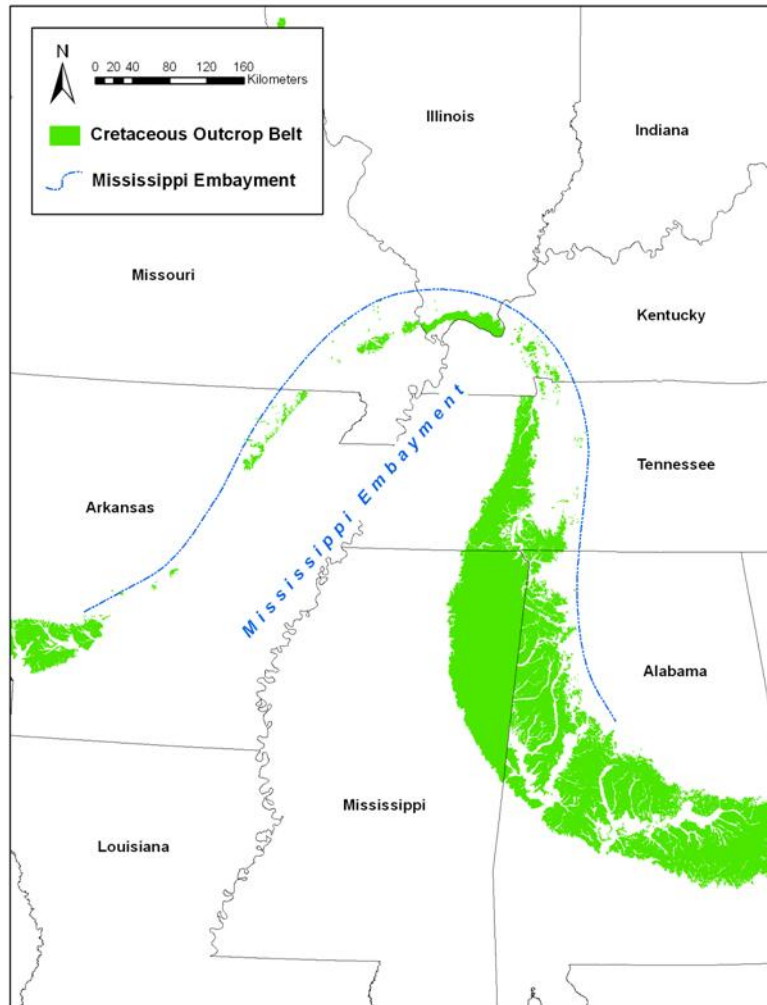 N
0 20 40 80 120 160
Kilometers
Cretaceous Outcrop Belt
Mississippi Embayment
Illinois
Indiana
Missouri
Kentucky
Mississippi Embayment
Tennessee
Arkansas
Alabama
Mississippi
Louisiana